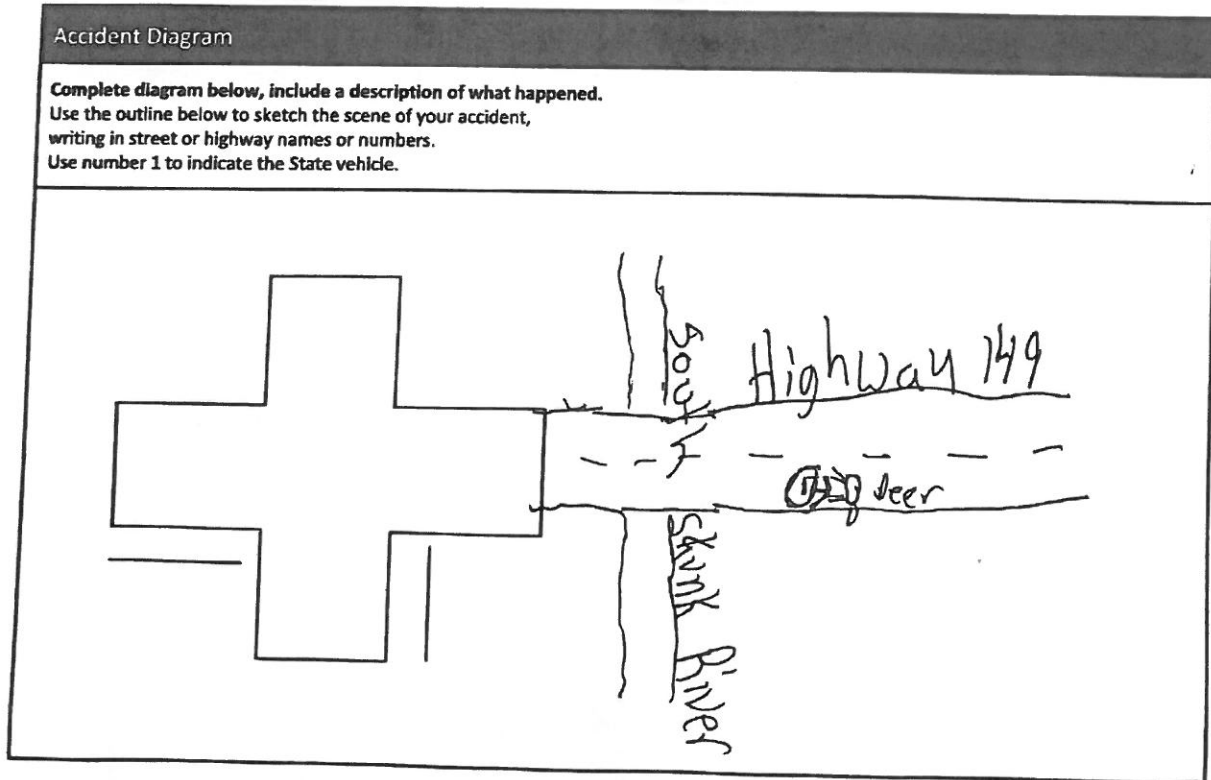 Accident Diagram
Complete diagram below, include a description of what happened.
Use the outline below to sketch the scene of your accident,
writing in street or highway names or numbers.
Use number 1 to indicate the State vehicle.
Highway 149
South Skunk River
1
deer